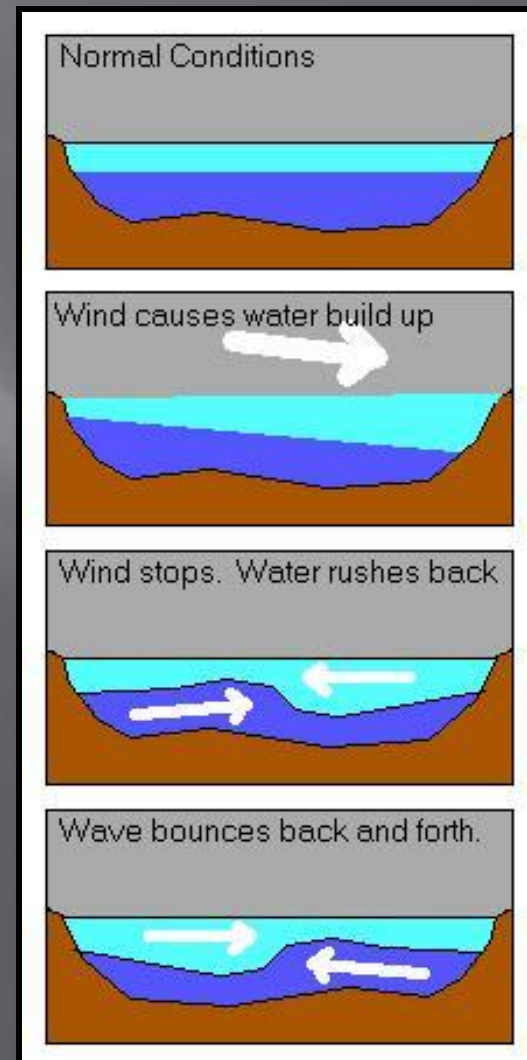 Normal Conditions
Wind causes water build up
Wind stops. Water rushes back
Wave bounces back and forth.